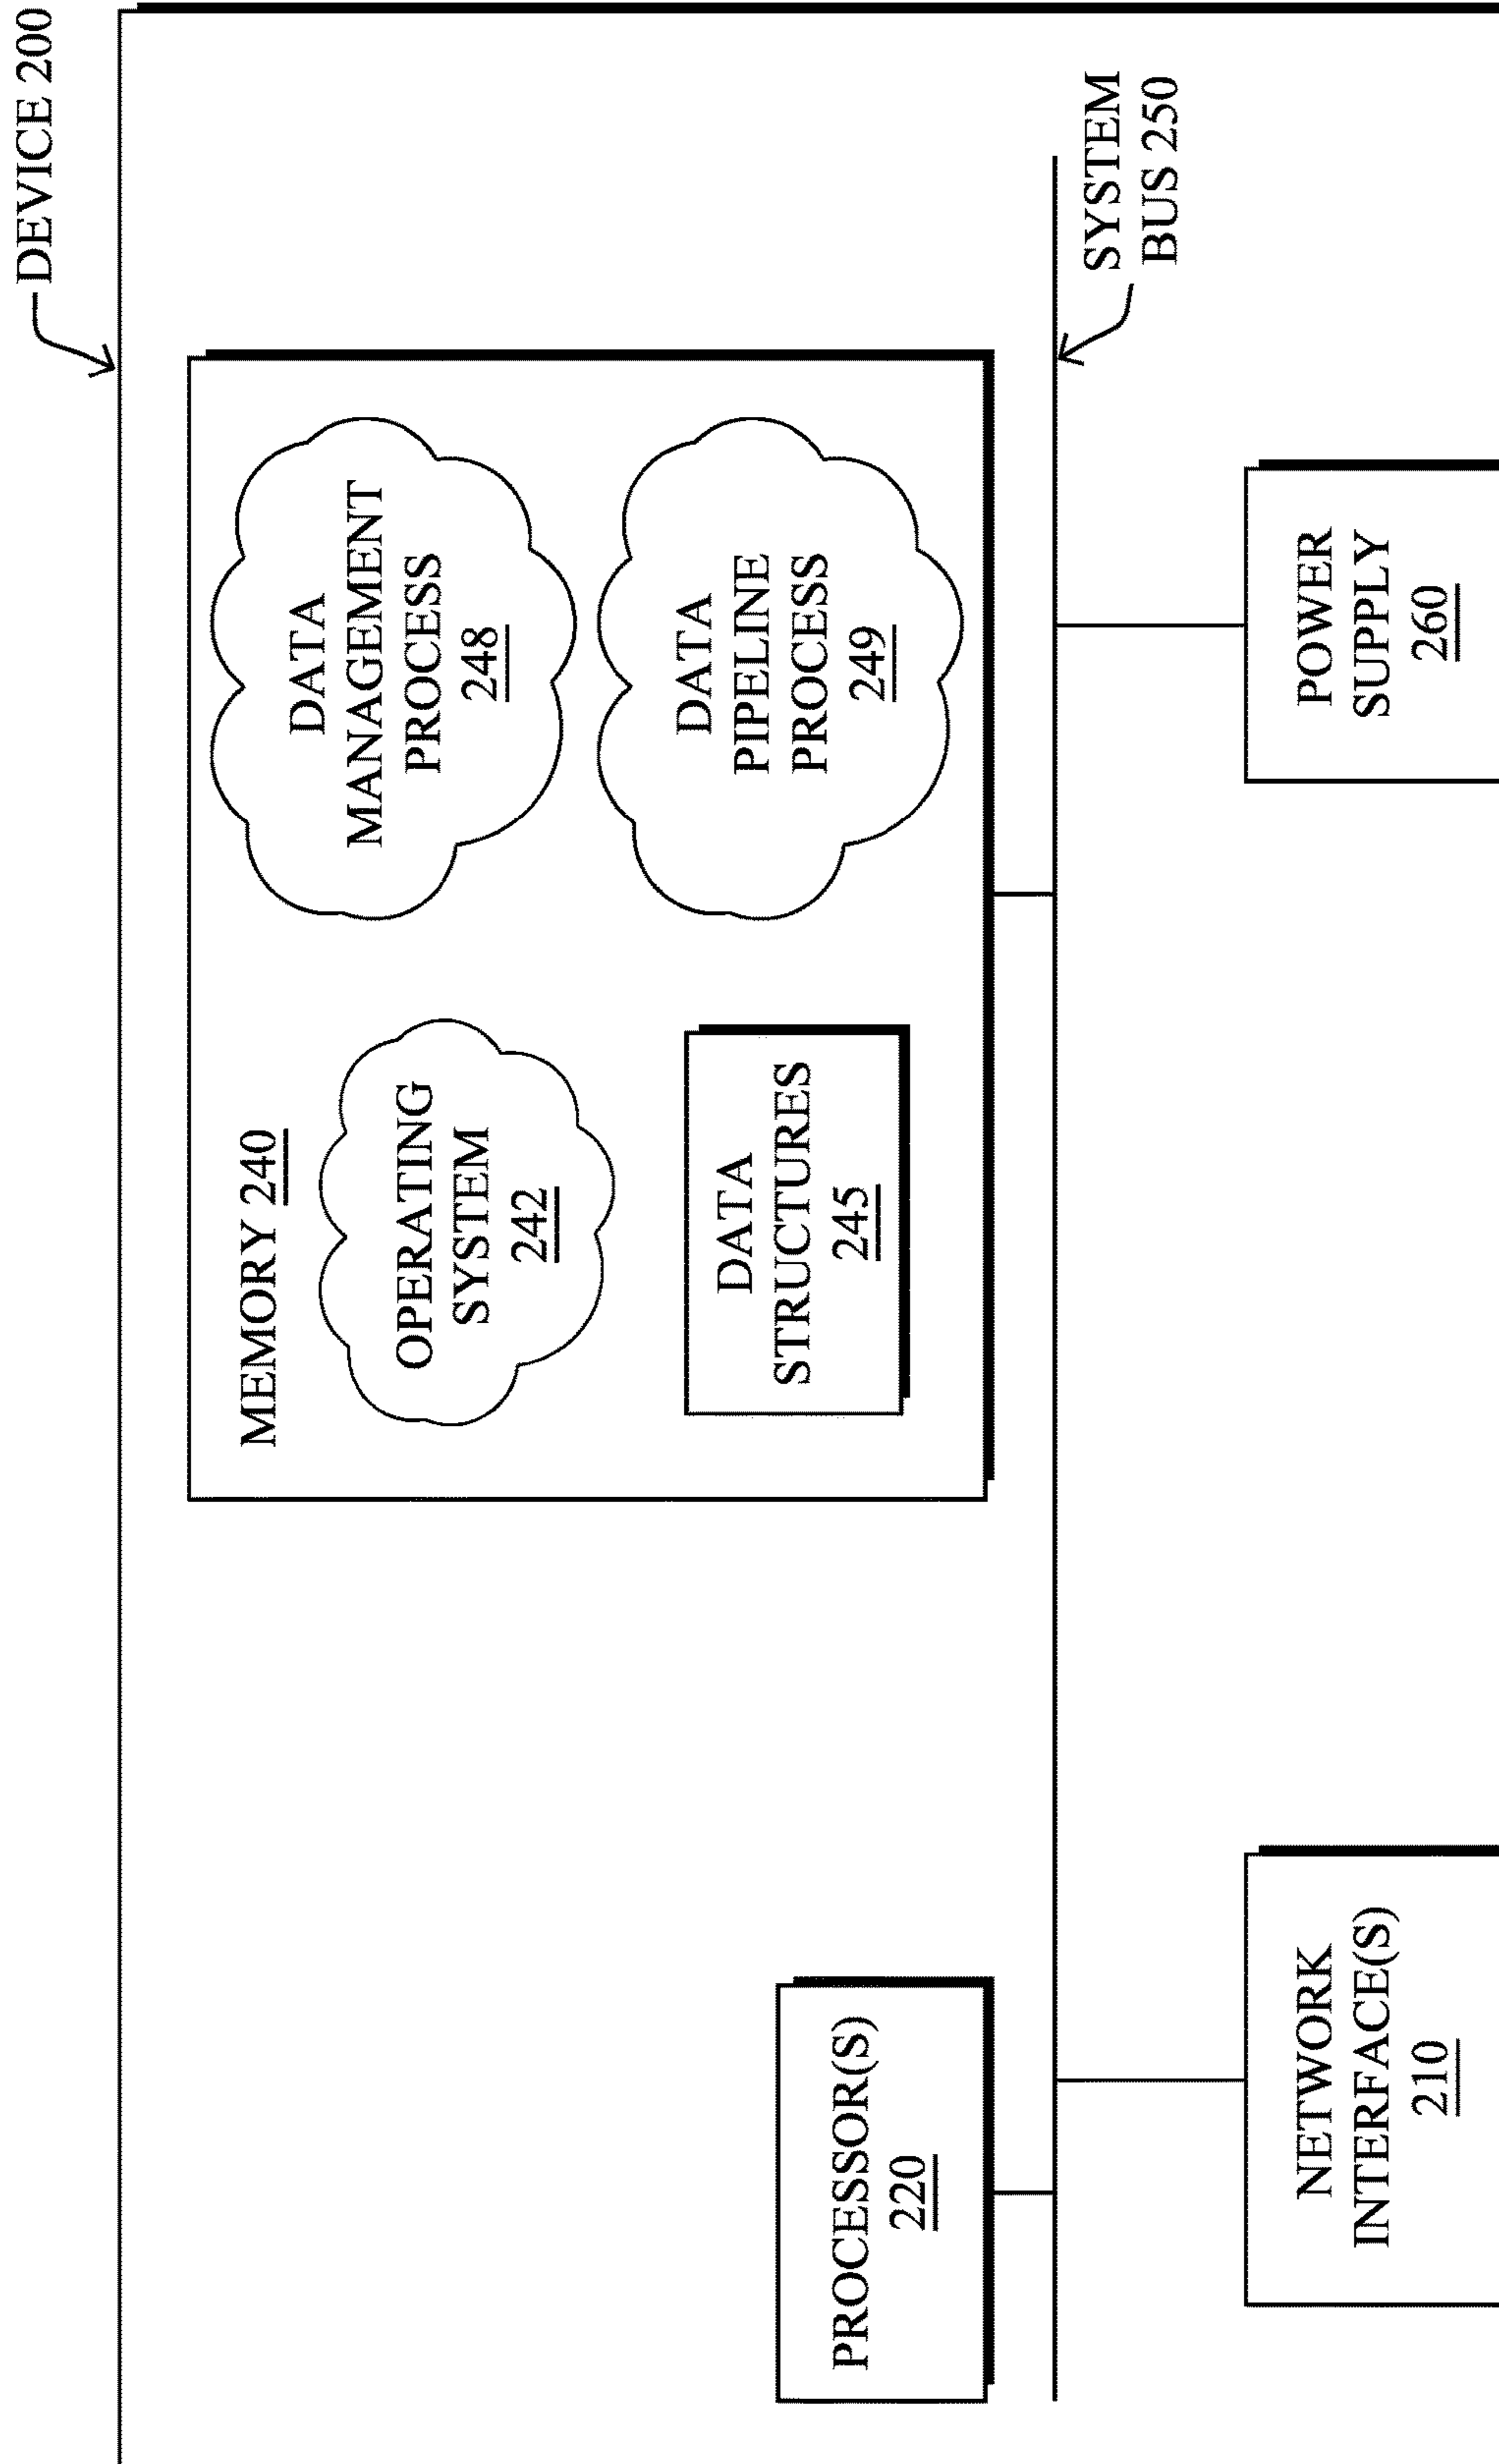 DEVICE 200
MEMORY 240
OPERATING
SYSTEM
242
DATA
STRUCTURES
245
DATA
MANAGEMENT
PROCESS
248
DATA
PIPELINE
PROCESS
249
PROCESSOR(S)
220
SYSTEM
BUS 250
NETWORK
INTERFACE(S)
210
POWER
SUPPLY
260